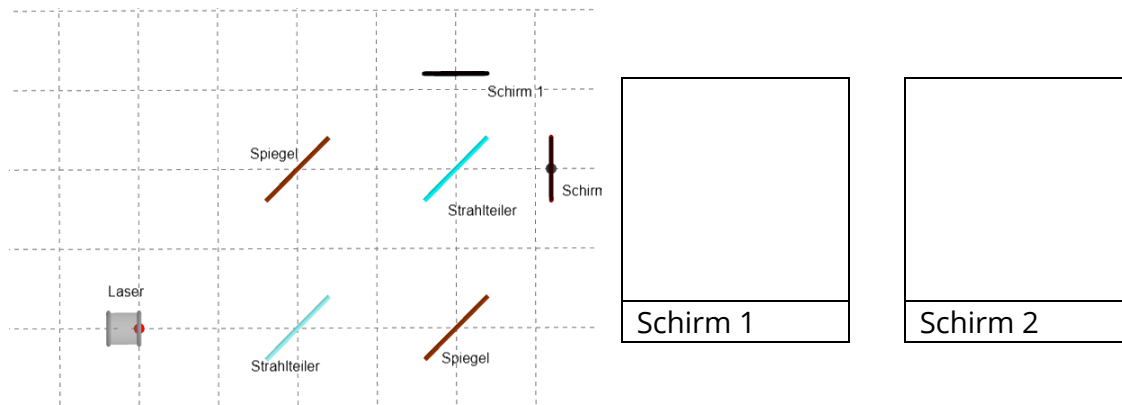 Schirm 1
Spiegel
Schirm
Strahlteiler
Laser
Strahlteiler
Spiegel
Schirm 1
Schirm 2